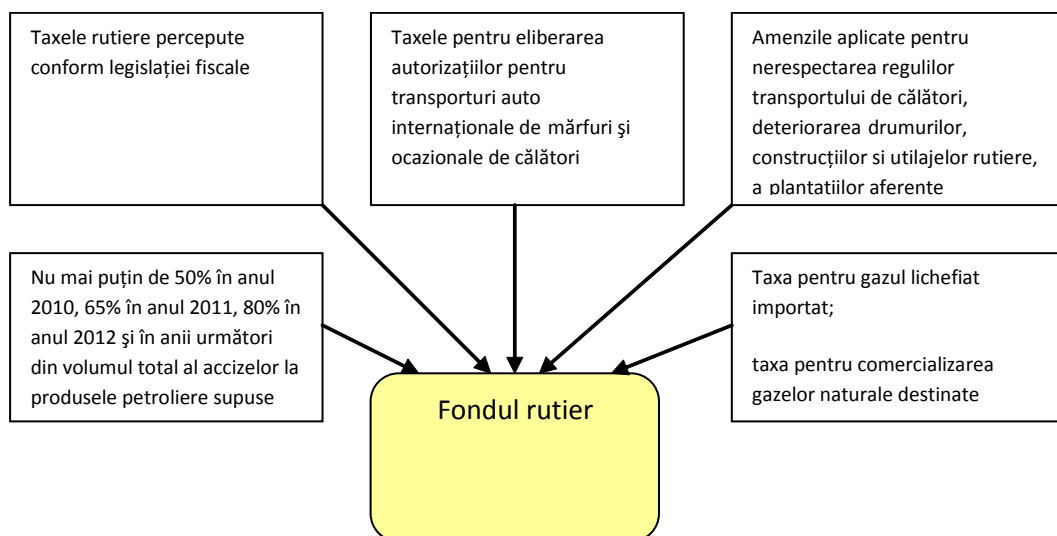 Taxele rutiere percepute
conform legislației fiscale
Taxele pentru eliberarea
autorizațiilor pentru
transporturi auto
internaționale de mărfuri şi
ocazionale de călători
Amenzile aplicate pentru
nerespectarea regulilor
transportului de călători,
deteriorarea drumurilor,
construcțiilor si utilajelor rutiere,
a plantațiilor aferente
Nu mai puțin de 50% în anul
2010, 65% în anul 2011, 80% în
anul 2012 şi în anii următori
din volumul total al accizelor la
produsele petroliere supuse
Taxa pentru gazul lichefiat
importat;
taxa pentru comercializarea
gazelor naturale destinate
Fondul rutier